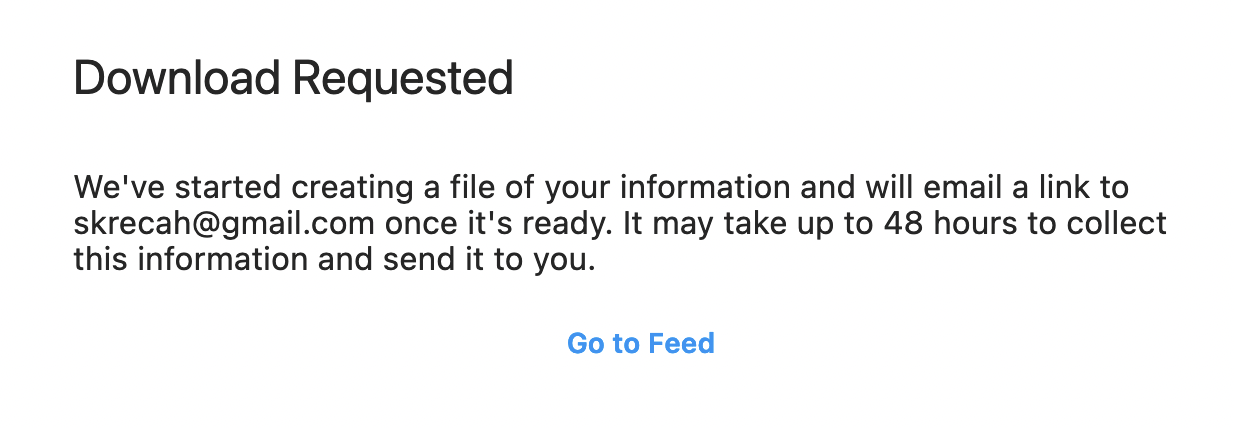 Download Requested
We've started creating a file of your information and will email a link to
skrecah@gmail.com once it's ready. It may take up to 48 hours to collect
this information and send it to you.
Go to Feed